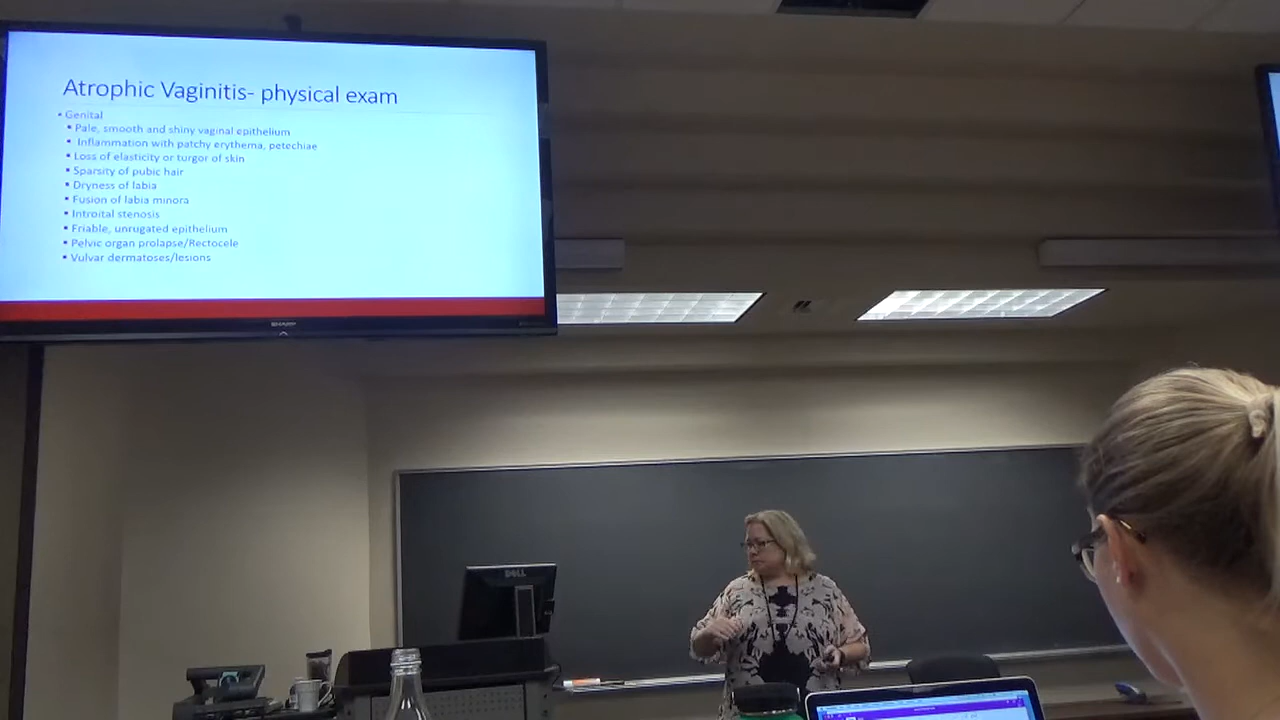 Atrophic Vaginitis- physical exam
▪ Genital
▪ Pale, smooth and shiny vaginal epithelium
▪ Inflammation with patchy erythema, petechiae
▪ Loss of elasticity or turgor of skin
▪ Sparsity of pubic hair
▪ Dryness of labia
▪ Fusion of labia minora
▪ Introital stenosis
▪ Friable, unrugated epithelium
▪ Pelvic organ prolapse/Rectocele
▪ Vulvar dermatoses/lesions
SHARP
DELL